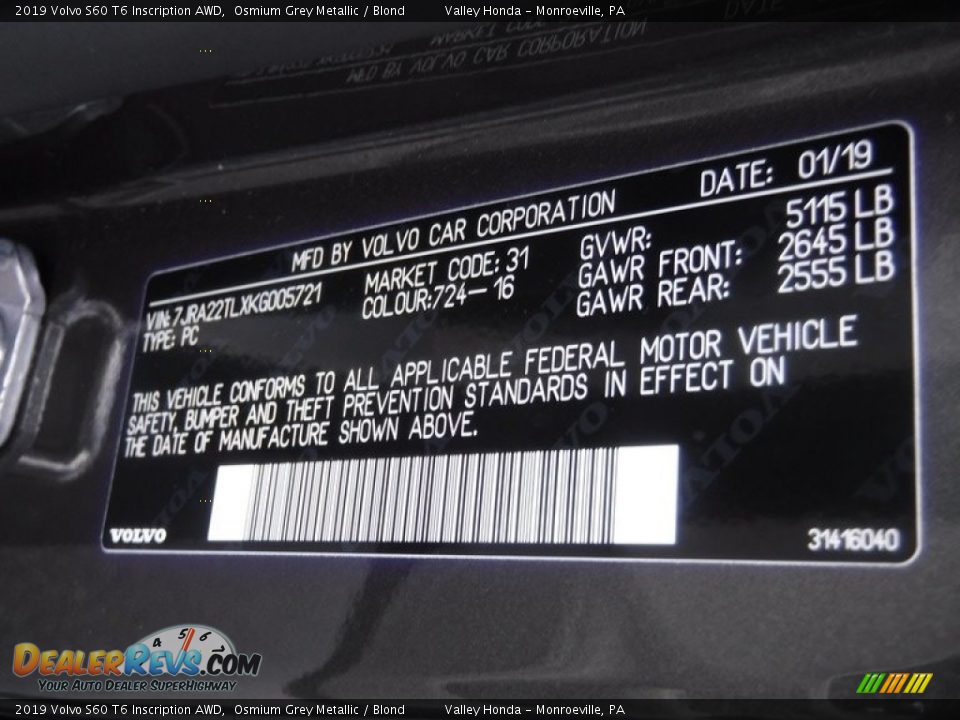 2019 Volvo S60 T6 Inscription AWD, Osmium Grey Metallic / Blond Valley Honda - Monroeville, PA
MFD BY VOLVO CAR CORPORATION DATE: 01/19
VIN: 7JRA22TLXKG005721 MARKET CODE: 31 GVWR: 5115 LB
TYPE: PC COLOUR: 724-16 GAWR FRONT: 2645 LB
GAWR REAR: 2555 LB
THIS VEHICLE CONFORMS TO ALL APPLICABLE FEDERAL MOTOR VEHICLE
SAFETY, BUMPER AND THEFT PREVENTION STANDARDS IN EFFECT ON
THE DATE OF MANUFACTURE SHOWN ABOVE.
VOLVO 31416040
4 5 6
DealerRevs.com
Your Auto Dealer SuperHighway
2019 Volvo S60 T6 Inscription AWD, Osmium Grey Metallic / Blond Valley Honda - Monroeville, PA